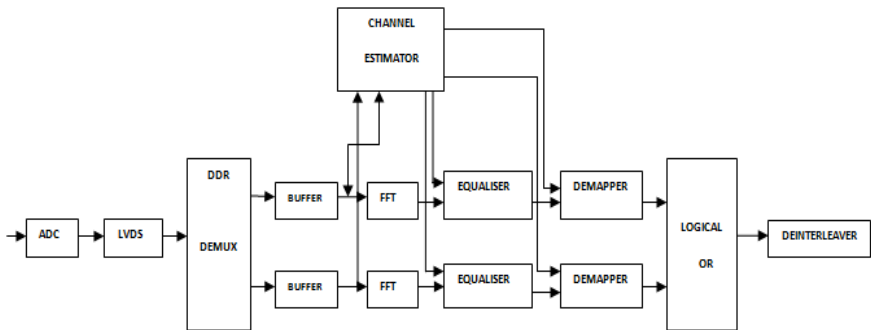 CHANNEL
ESTIMATOR
DDR
DEMUX
BUFFER
FFT
EQUALISER
DEMAPPER
ADC
LVDS
LOGICAL
OR
DEINTERLEAVER
BUFFER
FFT
EQUALISER
DEMAPPER